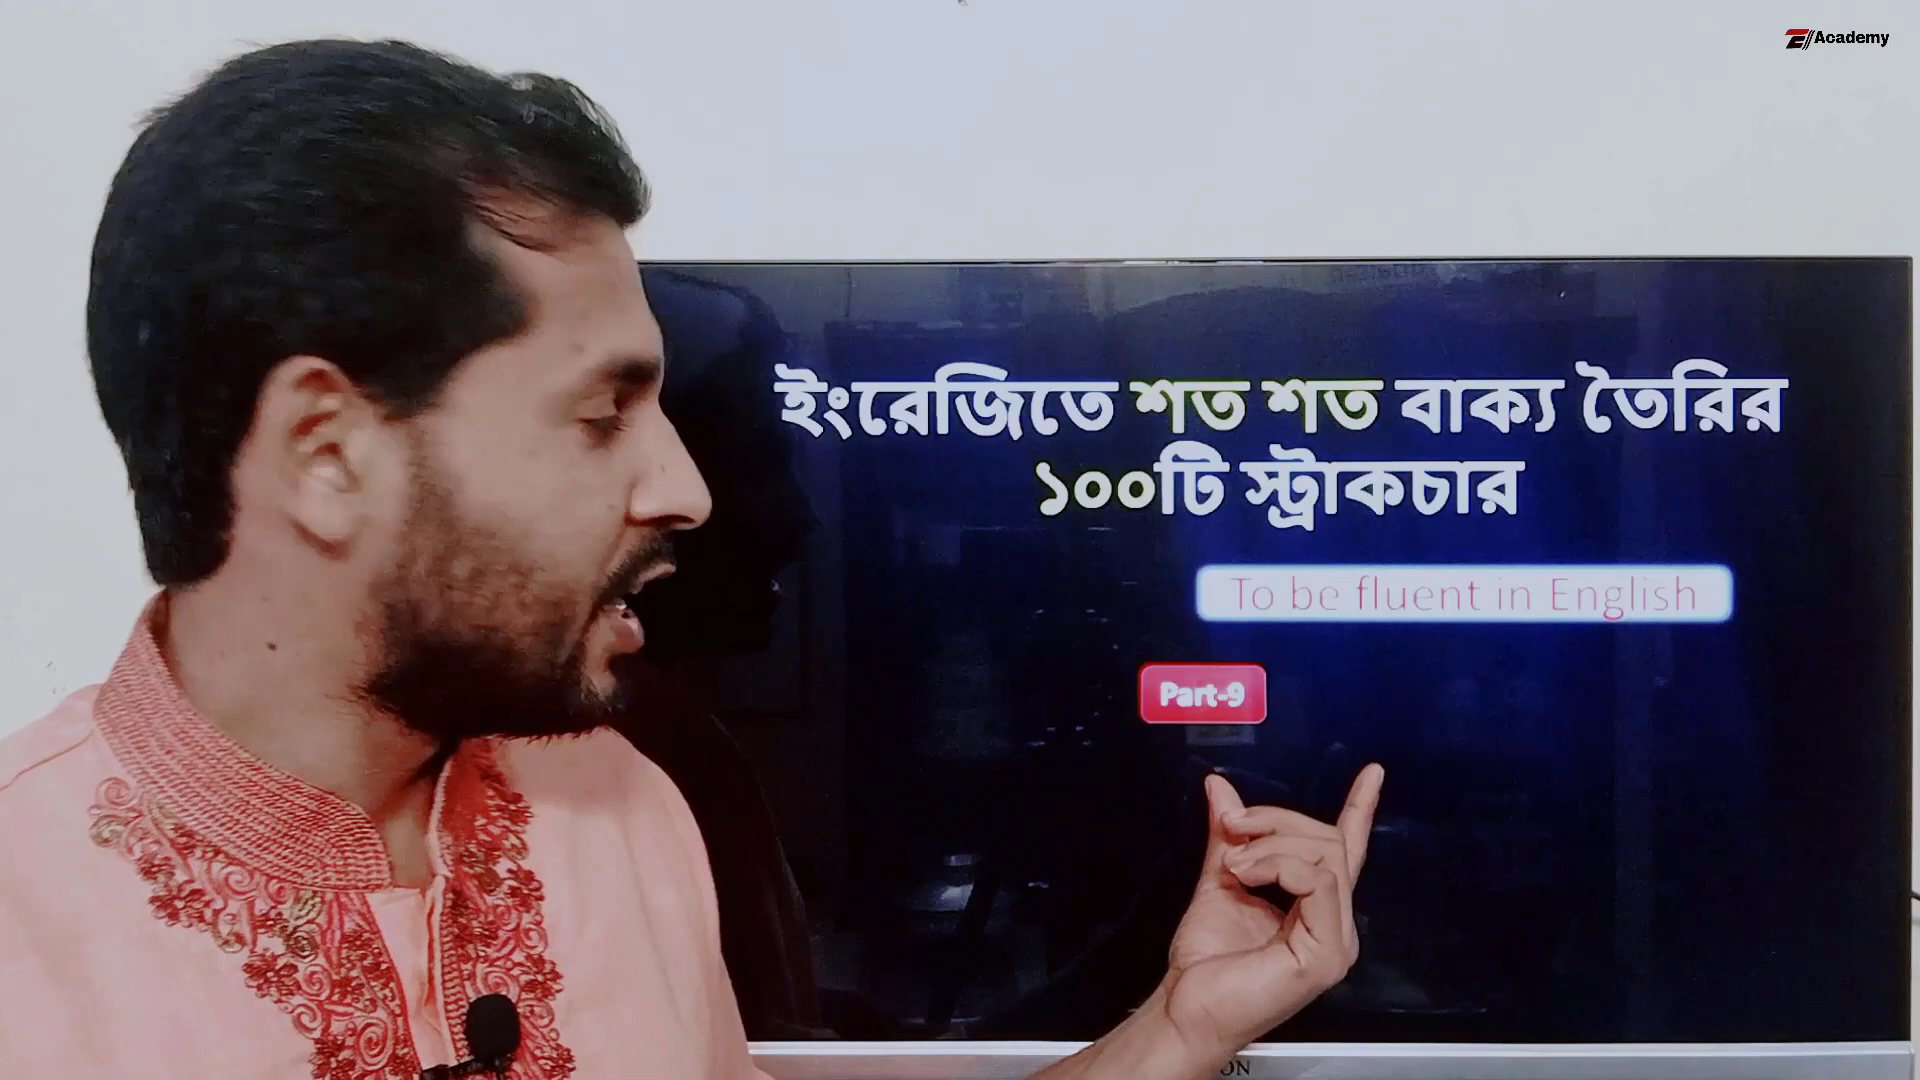 Academy
ইংরেজিতে শত শত বাক্য তৈরির
১০০টি স্ট্রাকচার
To be fluent in English
Part-9